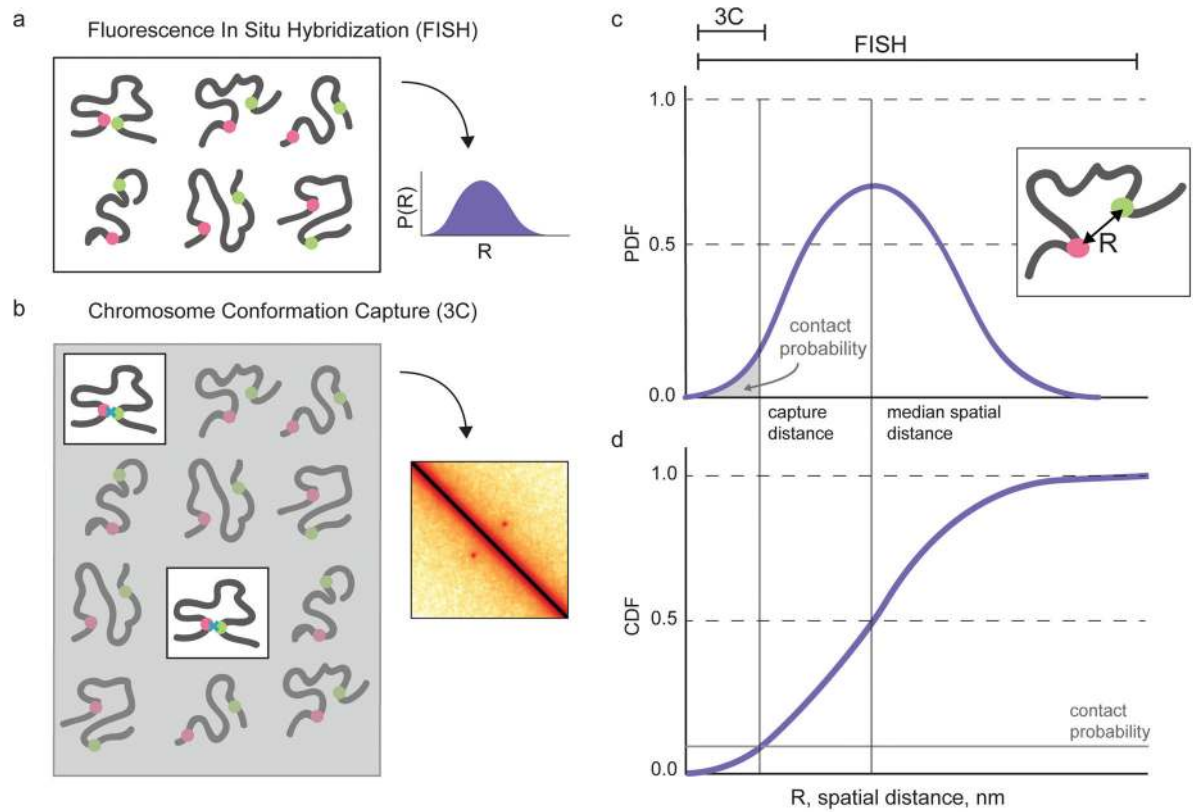 a
Fluorescence In Situ Hybridization (FISH)
P(R)
R
b
Chromosome Conformation Capture (3C)
c
3C
FISH
1.0
PDF
0.5
0.0
contact
probability
R
capture
distance
median spatial
distance
d
1.0
CDF
0.5
0.0
contact
probability
R, spatial distance, nm